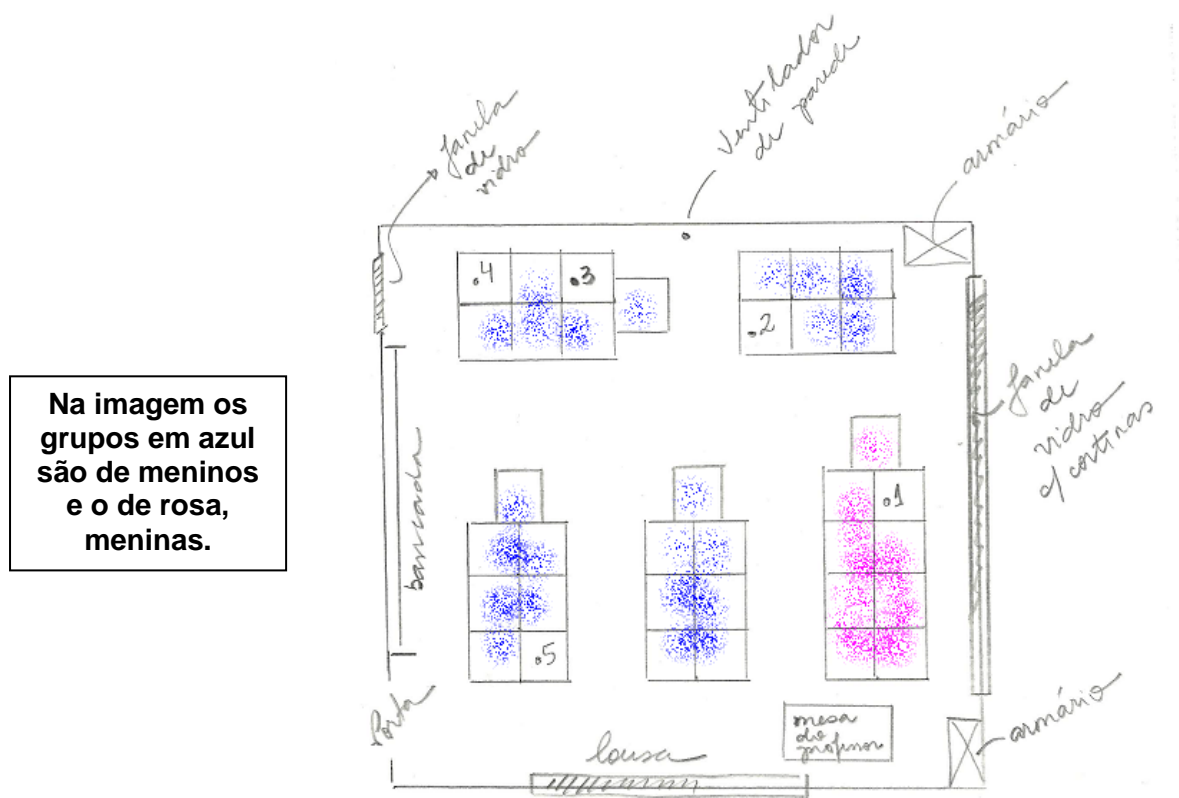 Na imagem os
grupos em azul
são de meninos
e o de rosa,
meninas.
Janela
de
vidro
Ventilador
de parede
armário
.4
.3
.2
Janela
de
vidro
c/ cortinas
bancada
.1
.5
Porta
lousa
mesa
do
professor
armário